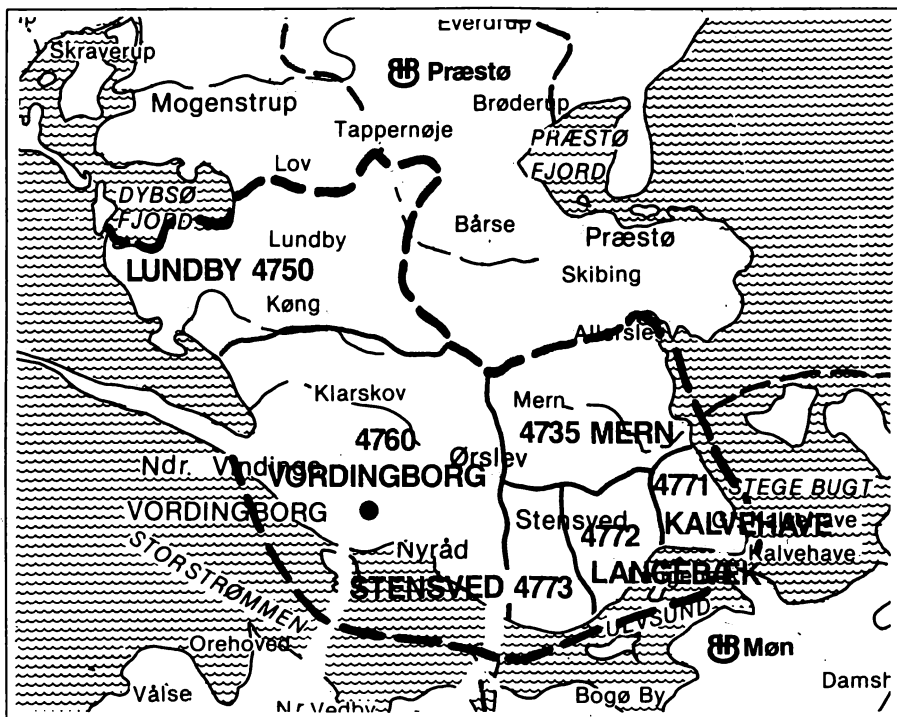 Everdrup
Skraverup
Præstø
Mogenstrup
Brøderup
Tappernøje
PRÆSTØ
FJORD
Lov
DYBSØ
FJORD
Bårse
Lundby
Præstø
LUNDBY 4750
Skibing
Køng
Allerslev
Klarskov
Mern
4760
4735 MERN
Ørslev
Ndr. Vindinge
VORDINGBORG
4771
STEGE BUGT
VORDINGBORG
Stensved
KALVEHAVE
4772
Nyråd
Kalvehave
LANGEBÆK
STENSVED 4773
STORSTRØMMEN
ULVSUND
Orehoved
Møn
Vålse
Damsh
Bogø By
Nr Vedby